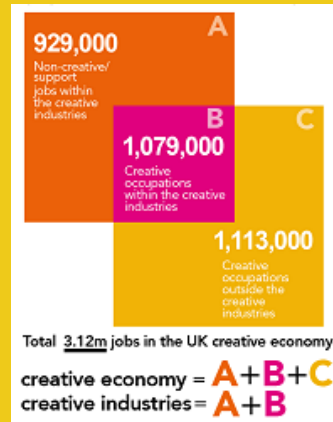 A
929,000
Non-creative/
support
jobs within
the creative
industries
B
C
1,079,000
Creative
occupations
within the creative
industries
1,113,000
Creative
occupations
outside the
creative
industries
Total 3.12m jobs in the UK creative economy
creative economy = A+B+C
creative industries= A+B